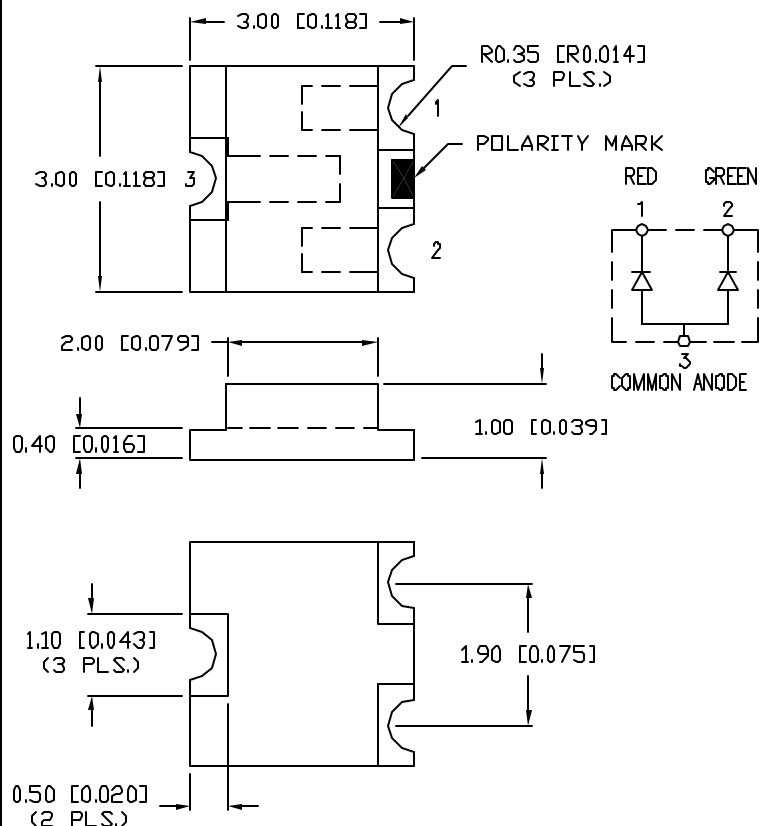 3.00 [0.118]
R0.35 [R0.014]
(3 PLS.)
1
POLARITY MARK
3.00 [0.118]
3
2
RED
GREEN
1
2
3
COMMON ANODE
2.00 [0.079]
0.40 [0.016]
1.00 [0.039]
1.10 [0.043]
(3 PLS.)
1.90 [0.075]
0.50 [0.020]
(2 PLS.)